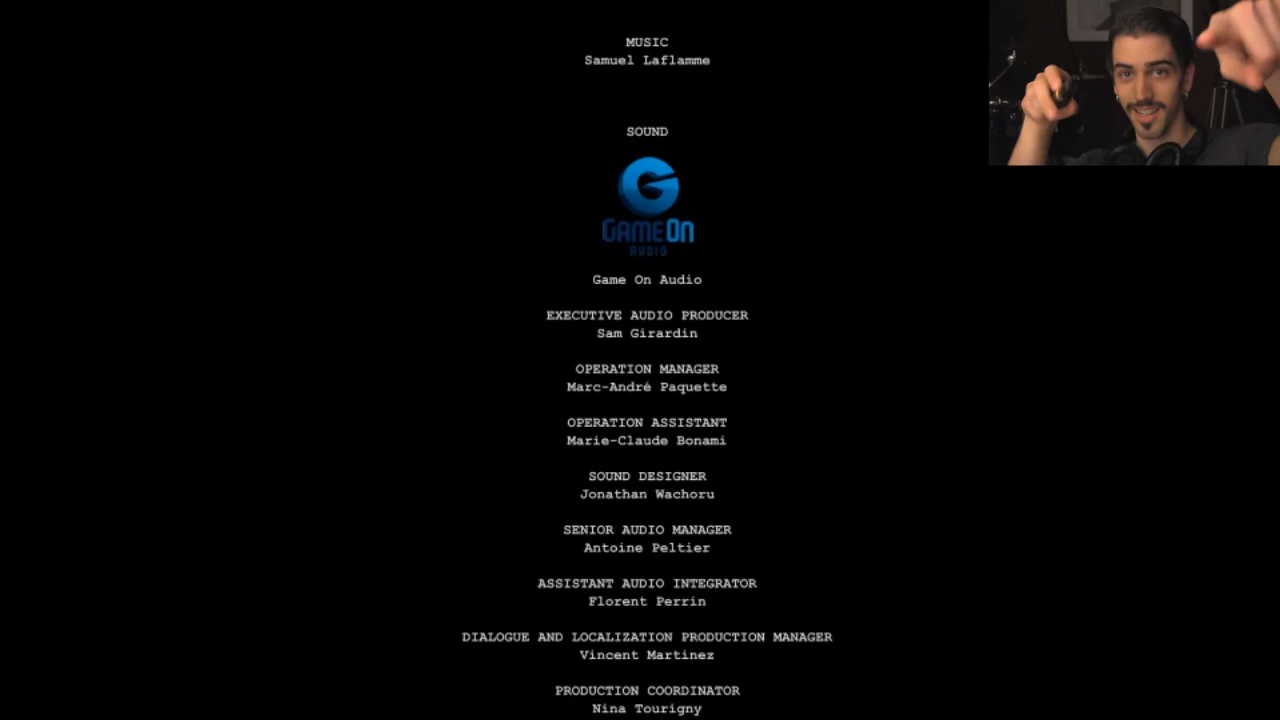 MUSIC
Samuel Laflamme
SOUND
GAMEON
AUDIO
Game On Audio
EXECUTIVE AUDIO PRODUCER
Sam Girardin
OPERATION MANAGER
Marc-André Paquette
OPERATION ASSISTANT
Marie-Claude Bonami
SOUND DESIGNER
Jonathan Wachoru
SENIOR AUDIO MANAGER
Antoine Peltier
ASSISTANT AUDIO INTEGRATOR
Florent Perrin
DIALOGUE AND LOCALIZATION PRODUCTION MANAGER
Vincent Martinez
PRODUCTION COORDINATOR
Nina Tourigny